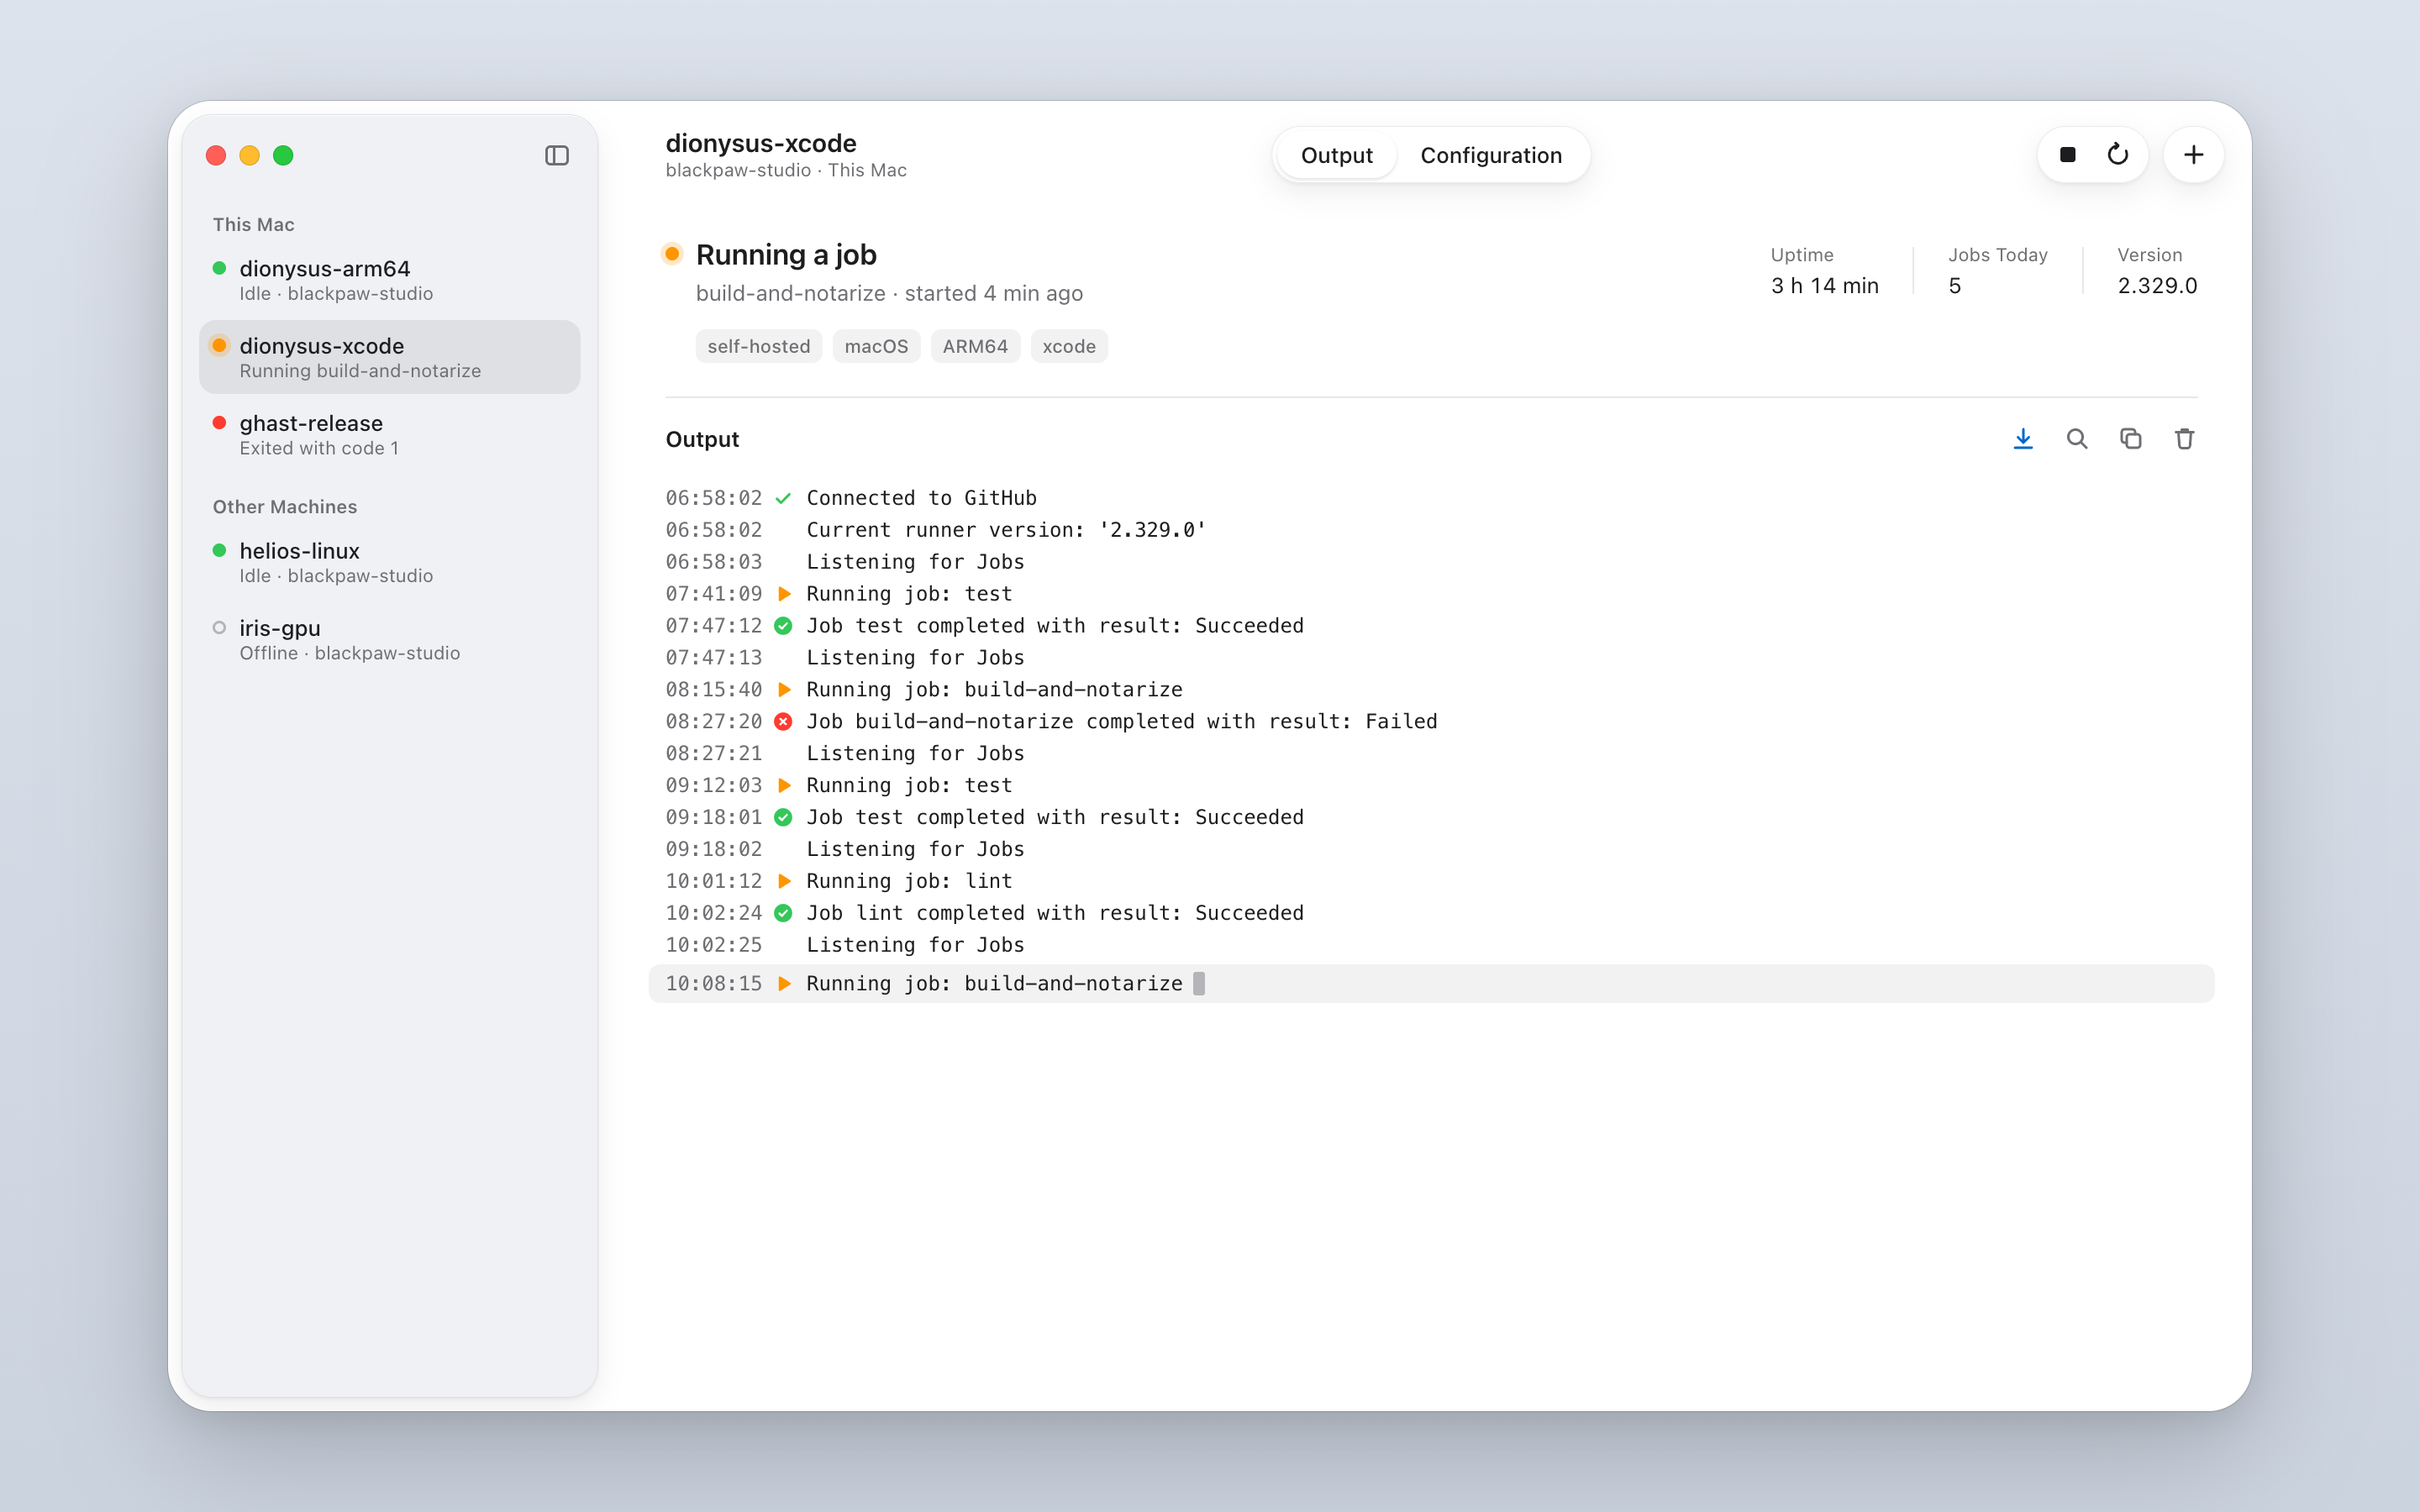 This Mac
dionysus-arm64
Idle · blackpaw-studio
dionysus-xcode
Running build-and-notarize
ghast-release
Exited with code 1
Other Machines
helios-linux
Idle · blackpaw-studio
iris-gpu
Offline · blackpaw-studio
dionysus-xcode
blackpaw-studio · This Mac
Output
Configuration
Running a job
build-and-notarize · started 4 min ago
self-hosted macOS ARM64 xcode
Uptime
3 h 14 min
Jobs Today
5
Version
2.329.0
Output
06:58:02 Connected to GitHub
06:58:02 Current runner version: '2.329.0'
06:58:03 Listening for Jobs
07:41:09 Running job: test
07:47:12 Job test completed with result: Succeeded
07:47:13 Listening for Jobs
08:15:40 Running job: build-and-notarize
08:27:20 Job build-and-notarize completed with result: Failed
08:27:21 Listening for Jobs
09:12:03 Running job: test
09:18:01 Job test completed with result: Succeeded
09:18:02 Listening for Jobs
10:01:12 Running job: lint
10:02:24 Job lint completed with result: Succeeded
10:02:25 Listening for Jobs
10:08:15 Running job: build-and-notarize